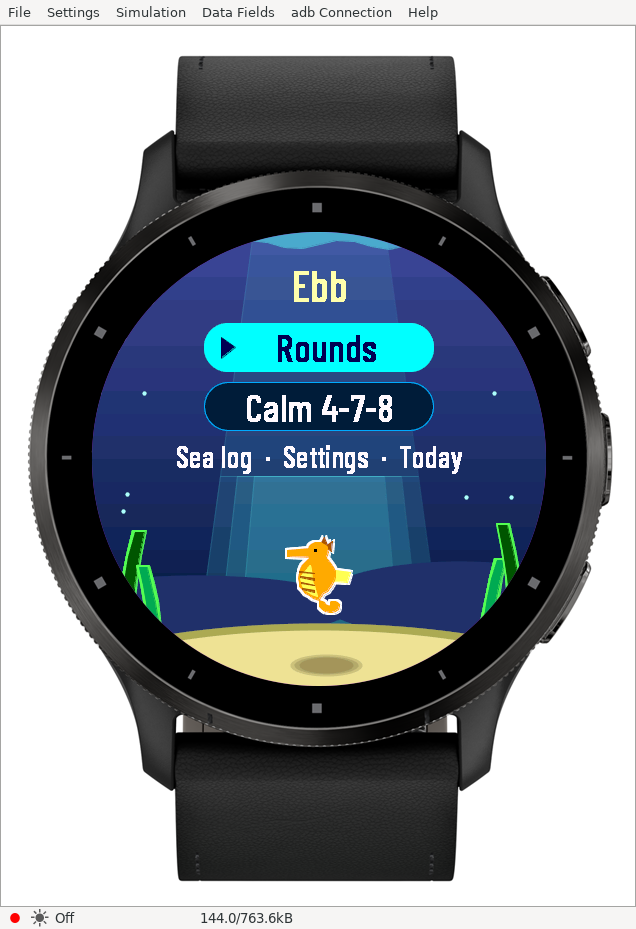 File Settings Simulation Data Fields adb Connection Help
Ebb
Rounds
Calm 4-7-8
Sea log · Settings · Today
Off 144.0/763.6kB